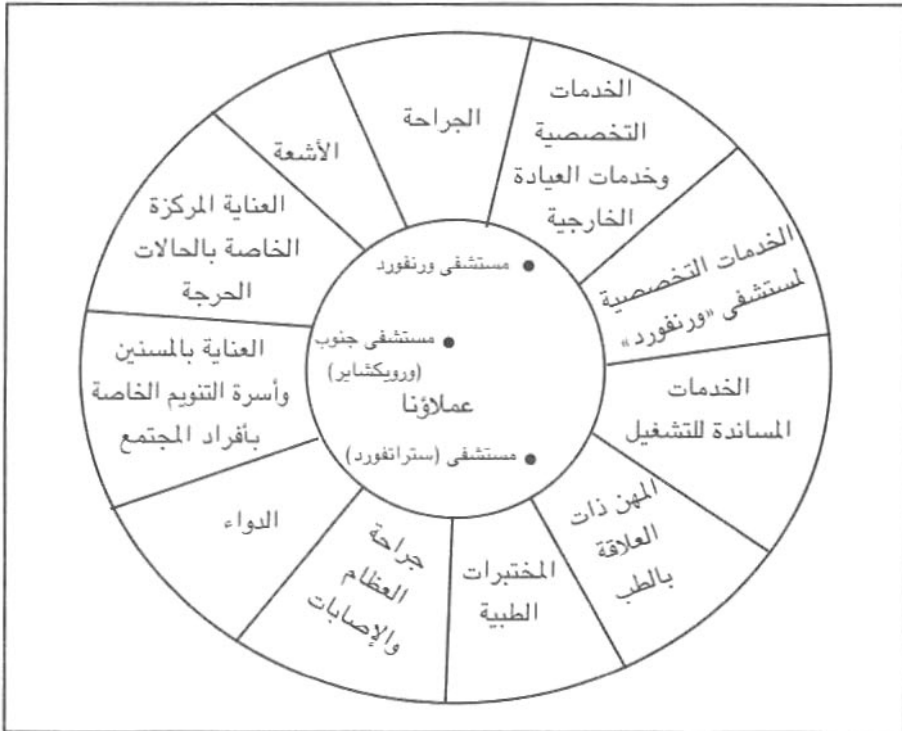 الجراحة
الخدمات
التخصصية
وخدمات العيادة
الخارجية
الخدمات التخصصية
لمستشفى «ورنفورد»
الخدمات
المساندة للتشغيل
المهن ذات
العلاقة
بالطب
المختبرات
الطبية
جراحة
العظام
والإصابات
الدواء
العناية بالمسنين
وأسرة التنويم الخاصة
بأفراد المجتمع
العناية المركزة
الخاصة بالحالات
الحرجة
الأشعة
• مستشفى ورنفورد
• مستشفى جنوب
(ورويكشاير)
عملاؤنا
• مستشفى (ستراتفورد)